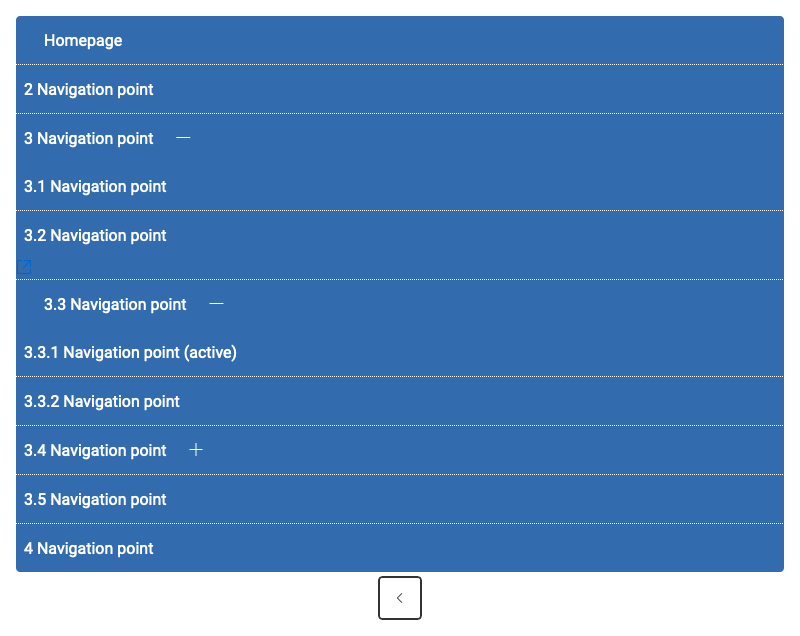 Homepage
2 Navigation point
3 Navigation point
3.1 Navigation point
3.2 Navigation point
3.3 Navigation point
3.3.1 Navigation point (active)
3.3.2 Navigation point
3.4 Navigation point
3.5 Navigation point
4 Navigation point